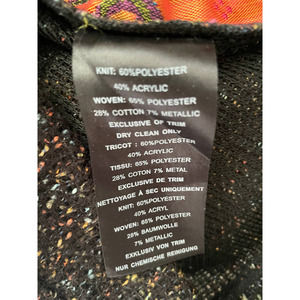 KNIT: 60%POLYESTER
40% ACRYLIC
WOVEN: 65% POLYESTER
28% COTTON 7% METALLIC
EXCLUSIVE OF TRIM
DRY CLEAN ONLY
TRICOT : 60%POLYESTER
40% ACRYLIC
TISSU: 65% POLYESTER
28% COTON 7% METAL
EXCLUSIVE DE TRIM
NETTOYAGE À SEC UNIQUEMENT
KNIT: 60%POLYESTER
40% ACRYL
WOVEN: 65% POLYESTER
28% BAUMWOLLE
7% METALLIC
EXKLUSIV VON TRIM
NUR CHEMISCHE REINIGUNG